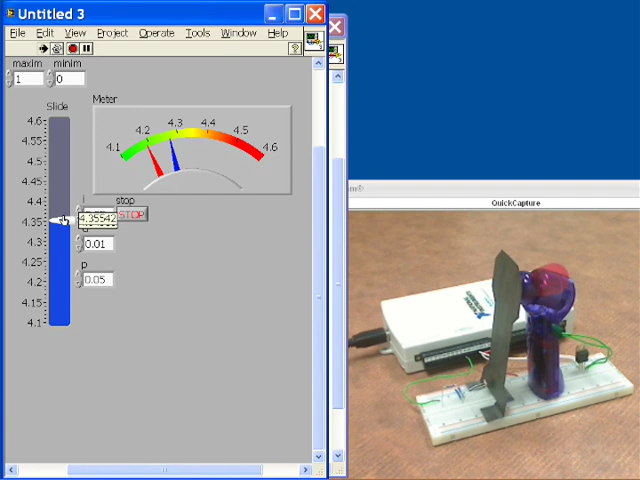 Untitled 3
File Edit View Project Operate Tools Window Help
maxim minim
1 0
Slide
Meter
4.6
4.55
4.5
4.45
4.4
4.35
4.3
4.25
4.2
4.15
4.1
4.1 4.2 4.3 4.4 4.5 4.6
i stop
4.35542 STOP
0.01
p
0.05
QuickCapture